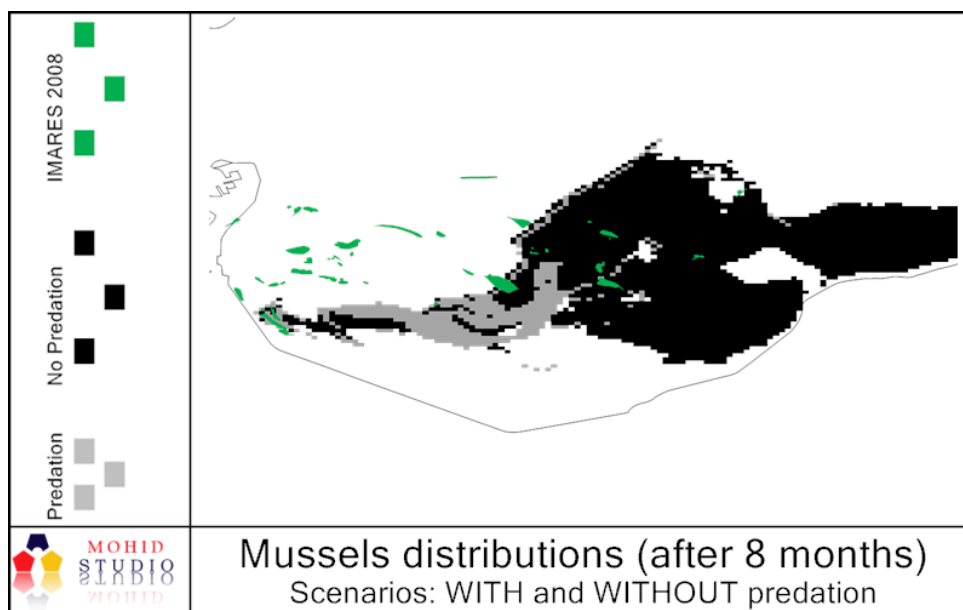 IMARES 2008
No Predation
Predation
MOHID
STUDIO
Mussels distributions (after 8 months)
Scenarios: WITH and WITHOUT predation